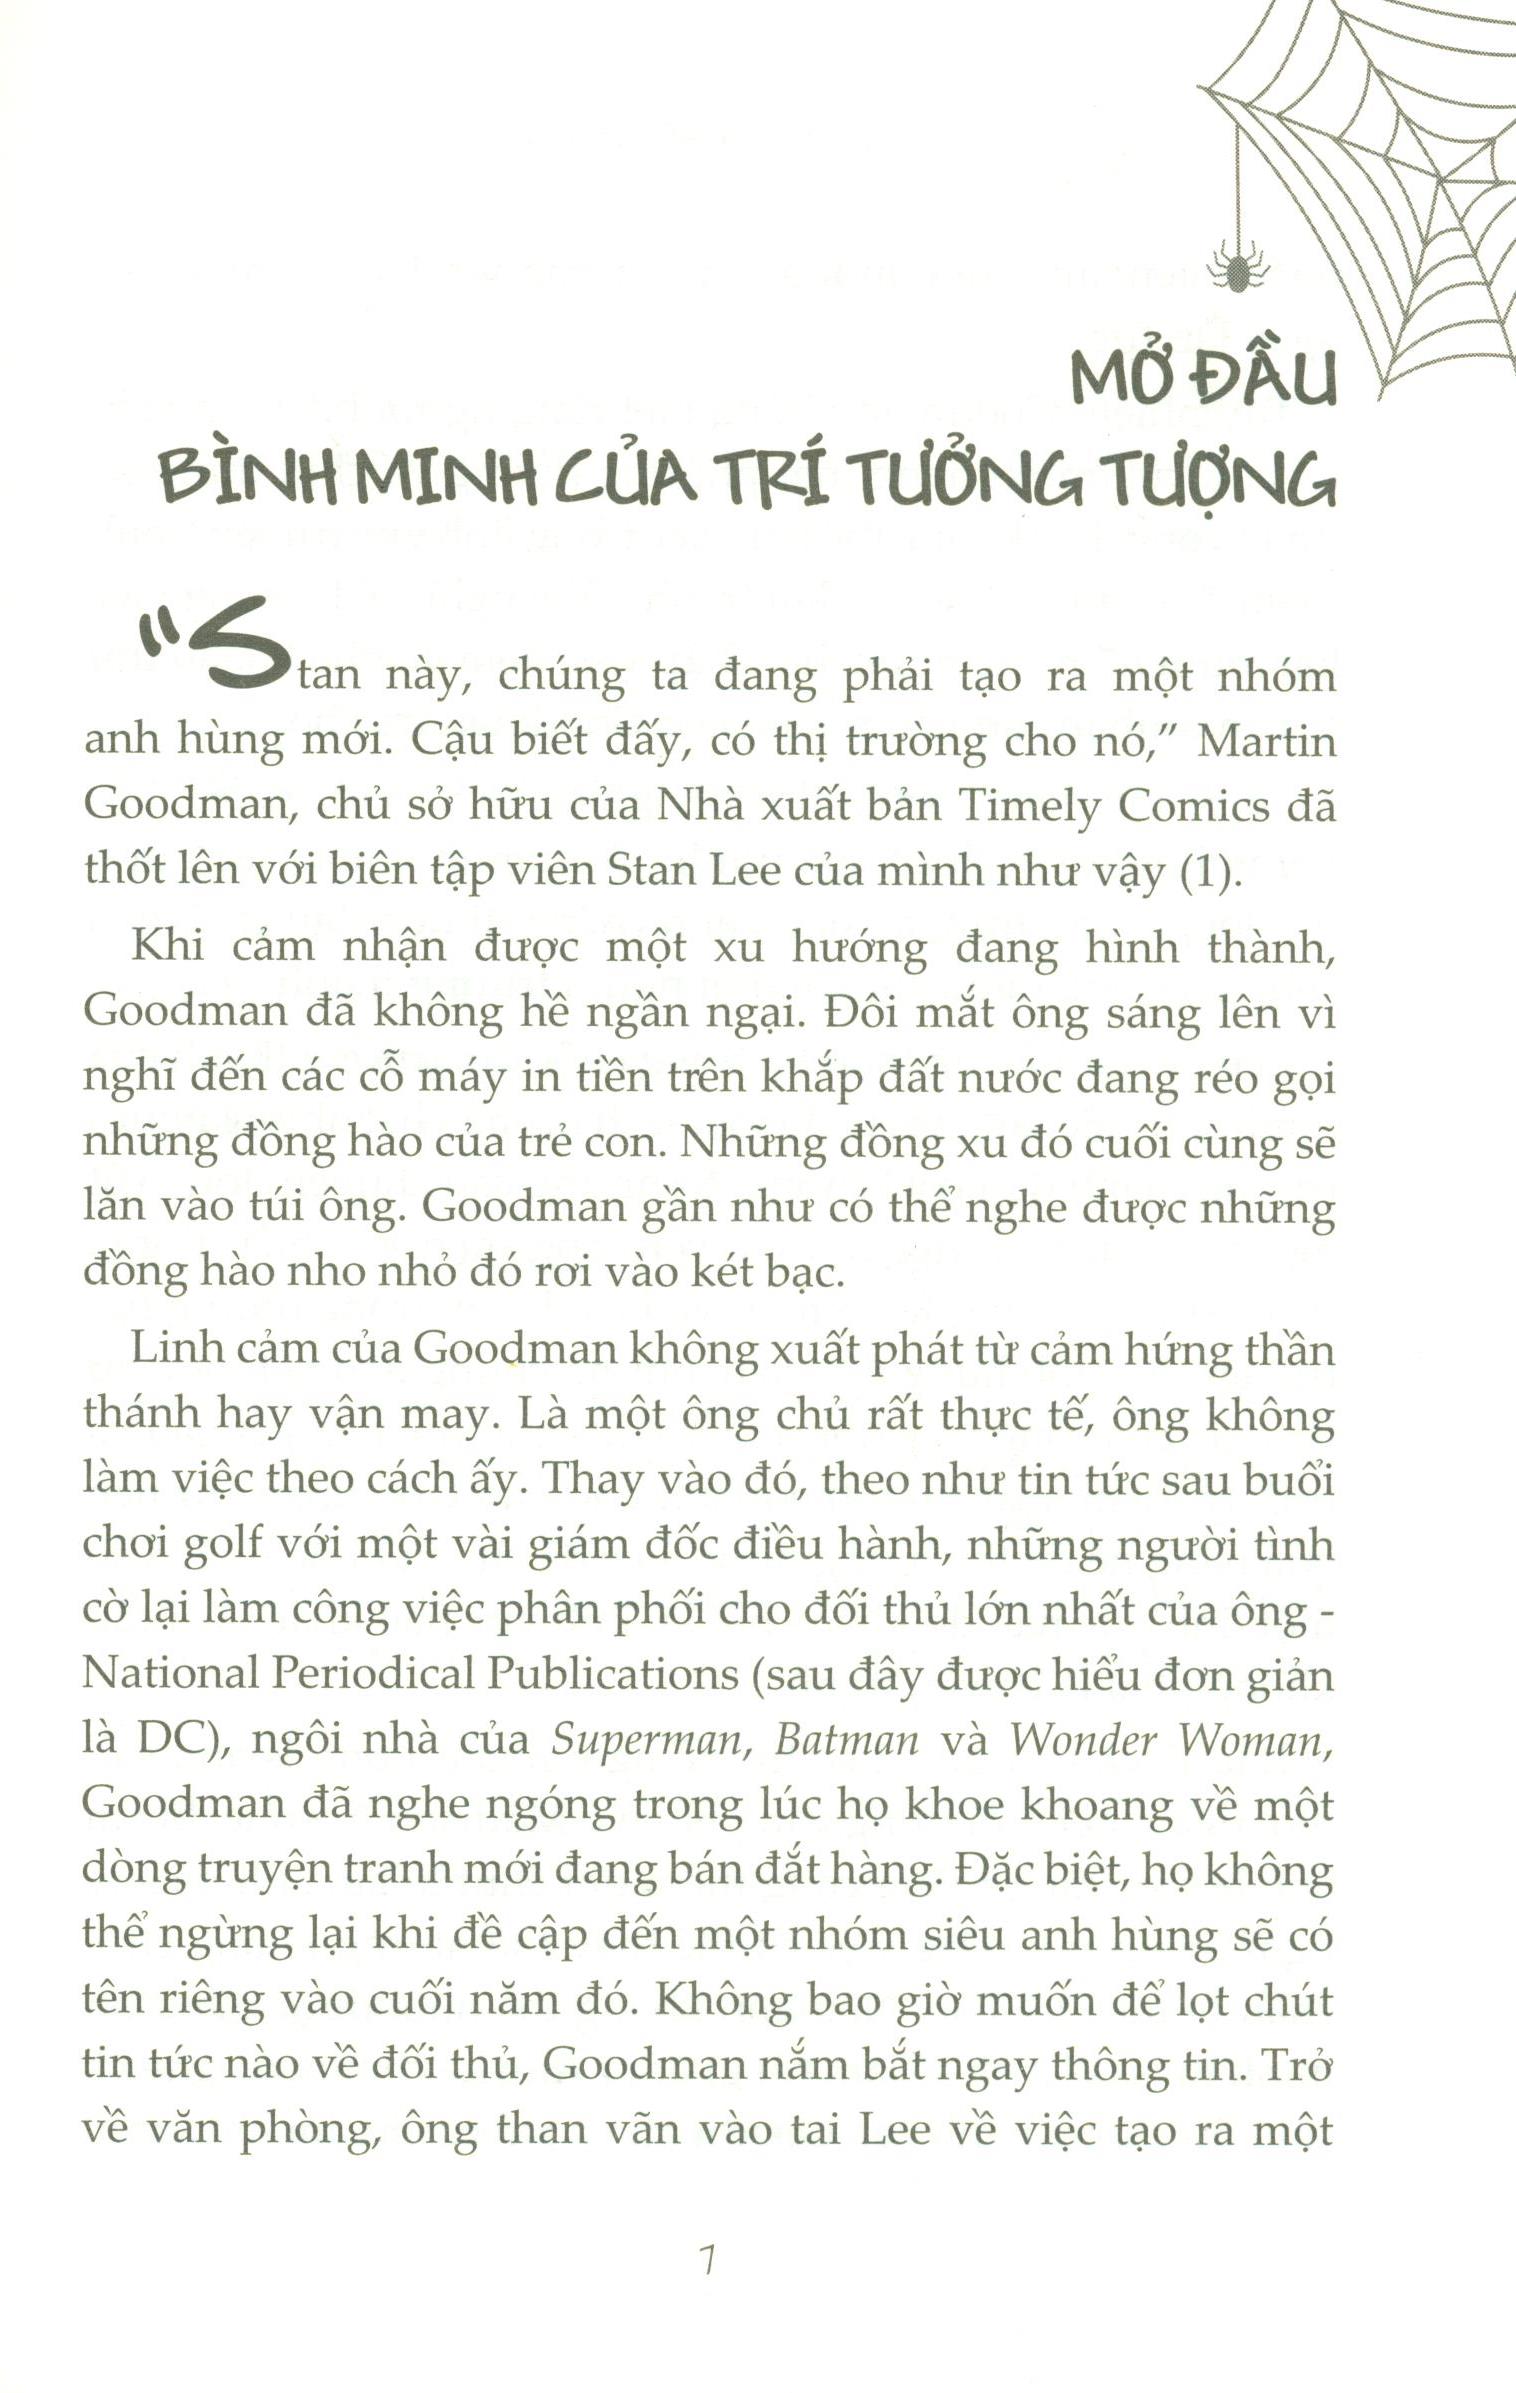 MỞ ĐẦU
BÌNH MINH CỦA TRÍ TƯỞNG TƯỢNG
“Stan này, chúng ta đang phải tạo ra một nhóm
anh hùng mới. Cậu biết đấy, có thị trường cho nó,” Martin
Goodman, chủ sở hữu của Nhà xuất bản Timely Comics đã
thốt lên với biên tập viên Stan Lee của mình như vậy (1).
Khi cảm nhận được một xu hướng đang hình thành,
Goodman đã không hề ngần ngại. Đôi mắt ông sáng lên vì
nghĩ đến các cỗ máy in tiền trên khắp đất nước đang réo gọi
những đồng hào của trẻ con. Những đồng xu đó cuối cùng sẽ
lăn vào túi ông. Goodman gần như có thể nghe được những
đồng hào nho nhỏ đó rơi vào két bạc.
Linh cảm của Goodman không xuất phát từ cảm hứng thần
thánh hay vận may. Là một ông chủ rất thực tế, ông không
làm việc theo cách ấy. Thay vào đó, theo như tin tức sau buổi
chơi golf với một vài giám đốc điều hành, những người tình
cờ lại làm công việc phân phối cho đối thủ lớn nhất của ông -
National Periodical Publications (sau đây được hiểu đơn giản
là DC), ngôi nhà của Superman, Batman và Wonder Woman,
Goodman đã nghe ngóng trong lúc họ khoe khoang về một
dòng truyện tranh mới đang bán đắt hàng. Đặc biệt, họ không
thể ngừng lại khi đề cập đến một nhóm siêu anh hùng sẽ có
tên riêng vào cuối năm đó. Không bao giờ muốn để lọt chút
tin tức nào về đối thủ, Goodman nắm bắt ngay thông tin. Trở
về văn phòng, ông than vãn vào tai Lee về việc tạo ra một
7